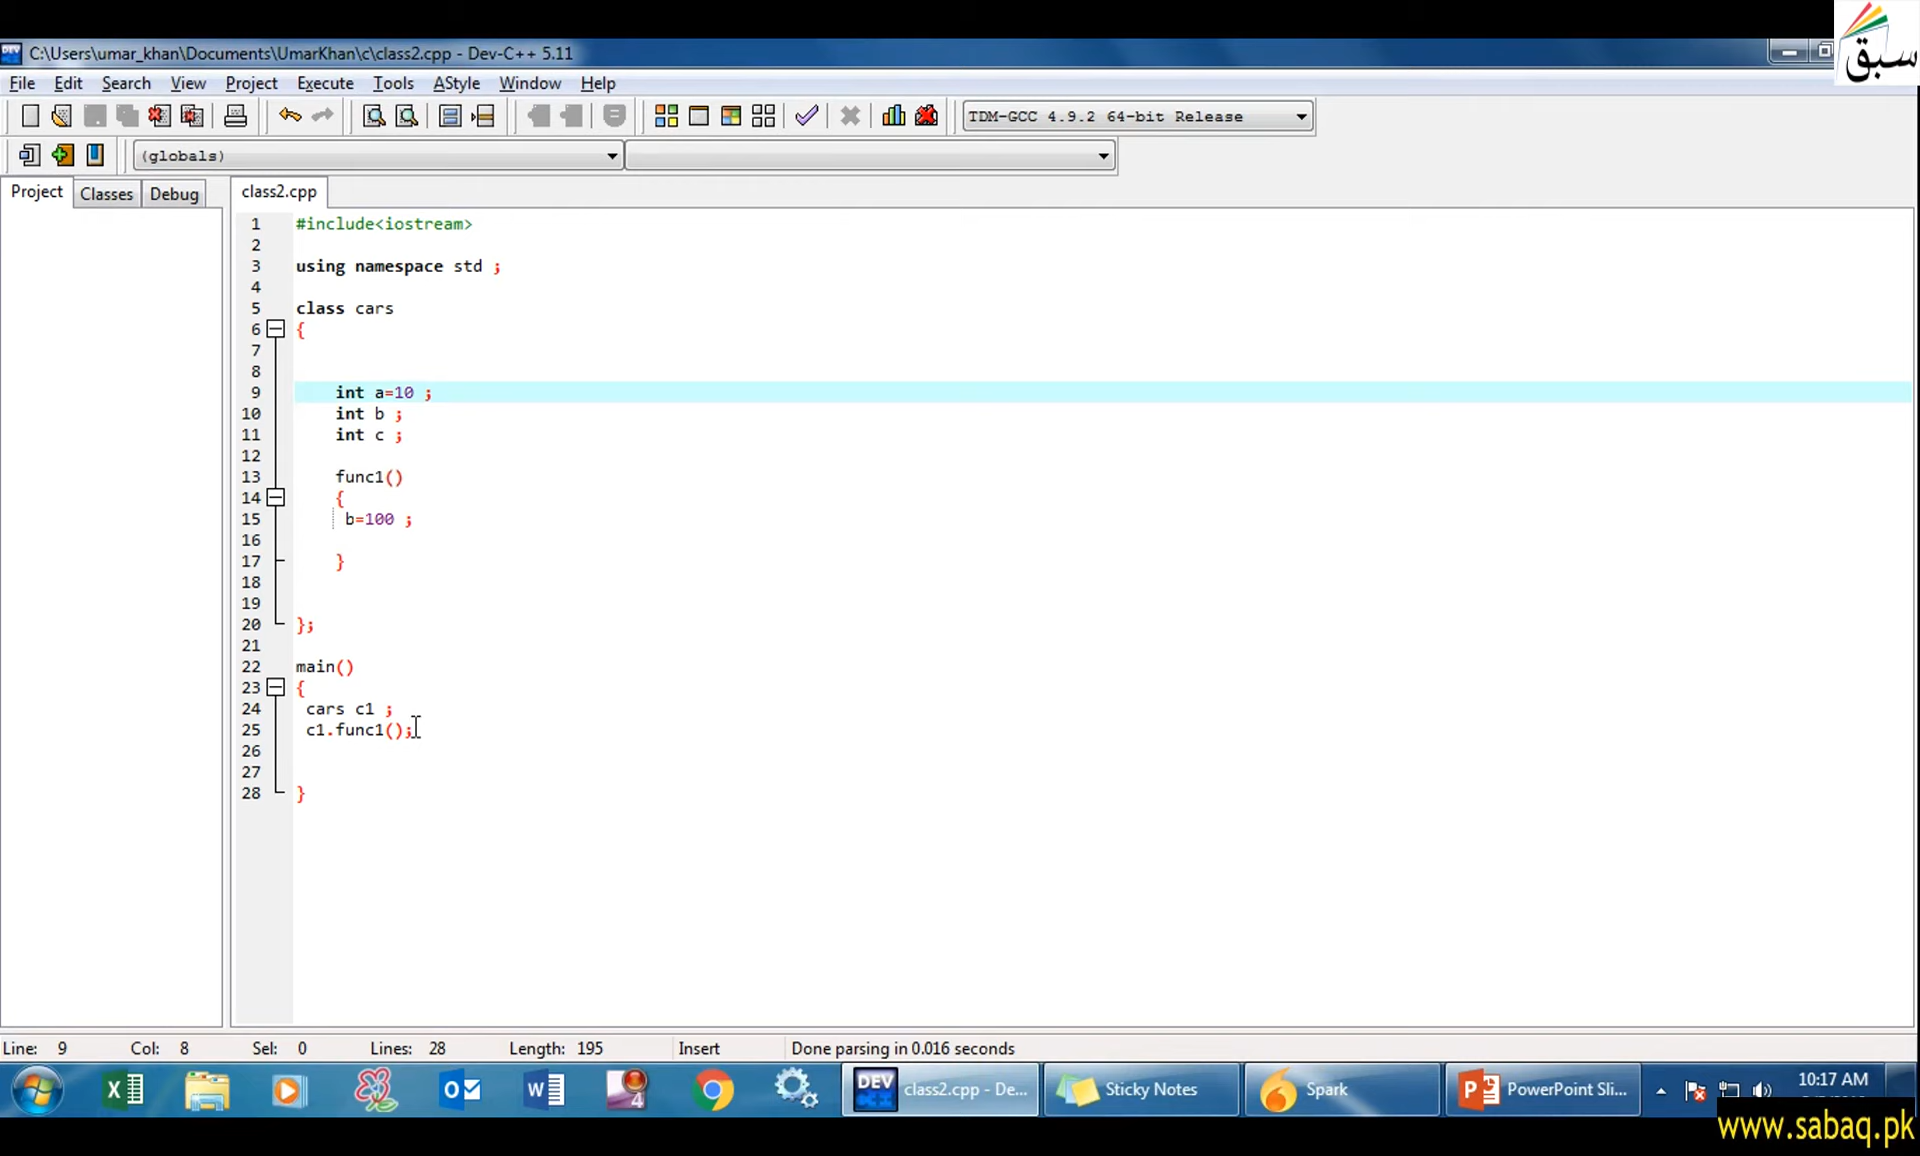 سبق
C:\Users\umar_khan\Documents\UmarKhan\c\class2.cpp - Dev-C++ 5.11
File Edit Search View Project Execute Tools AStyle Window Help
TDM-GCC 4.9.2 64-bit Release
(globals)
Project Classes Debug class2.cpp
1 #include<iostream>
2
3 using namespace std ;
4
5 class cars
6 {
7
8
9 int a=10 ;
10 int b ;
11 int c ;
12
13 func1()
14 {
15 b=100 ;
16
17 }
18
19
20 };
21
22 main()
23 {
24 cars c1 ;
25 c1.func1();
26
27
28 }
Line: 9 Col: 8 Sel: 0 Lines: 28 Length: 195 Insert Done parsing in 0.016 seconds
DEV C++ class2.cpp - De... Sticky Notes Spark PowerPoint Sli... 10:17 AM
www.sabaq.pk